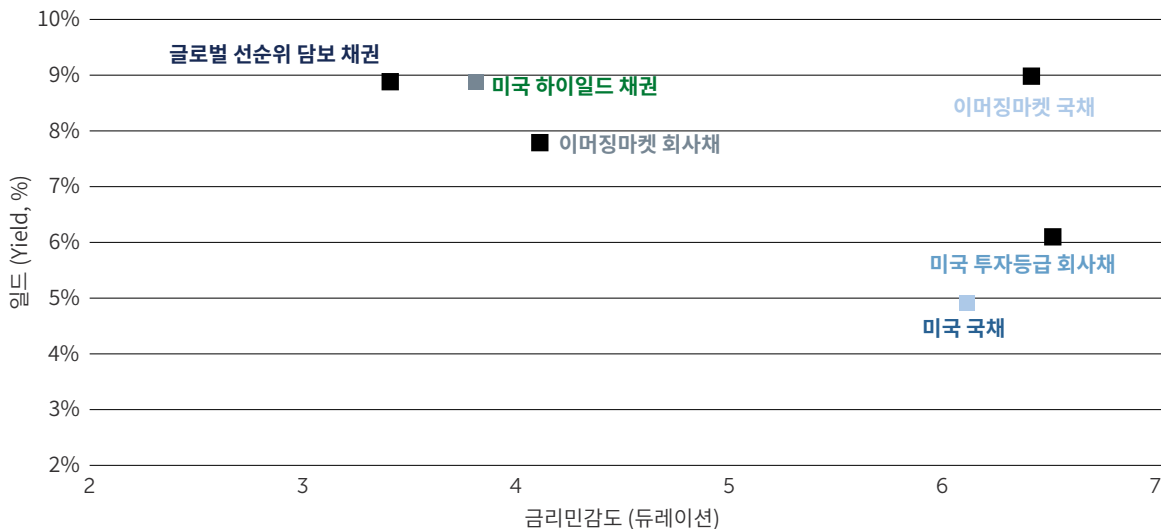 10%
글로벌 선순위 담보 채권
9%
미국 하이일드 채권
이머징마켓 국채
8%
이머징마켓 회사채
7%
일드 (Yield, %)
6%
미국 투자등급 회사채
5%
미국 국채
4%
3%
2%
2 3 4 5 6 7
금리민감도 (듀레이션)